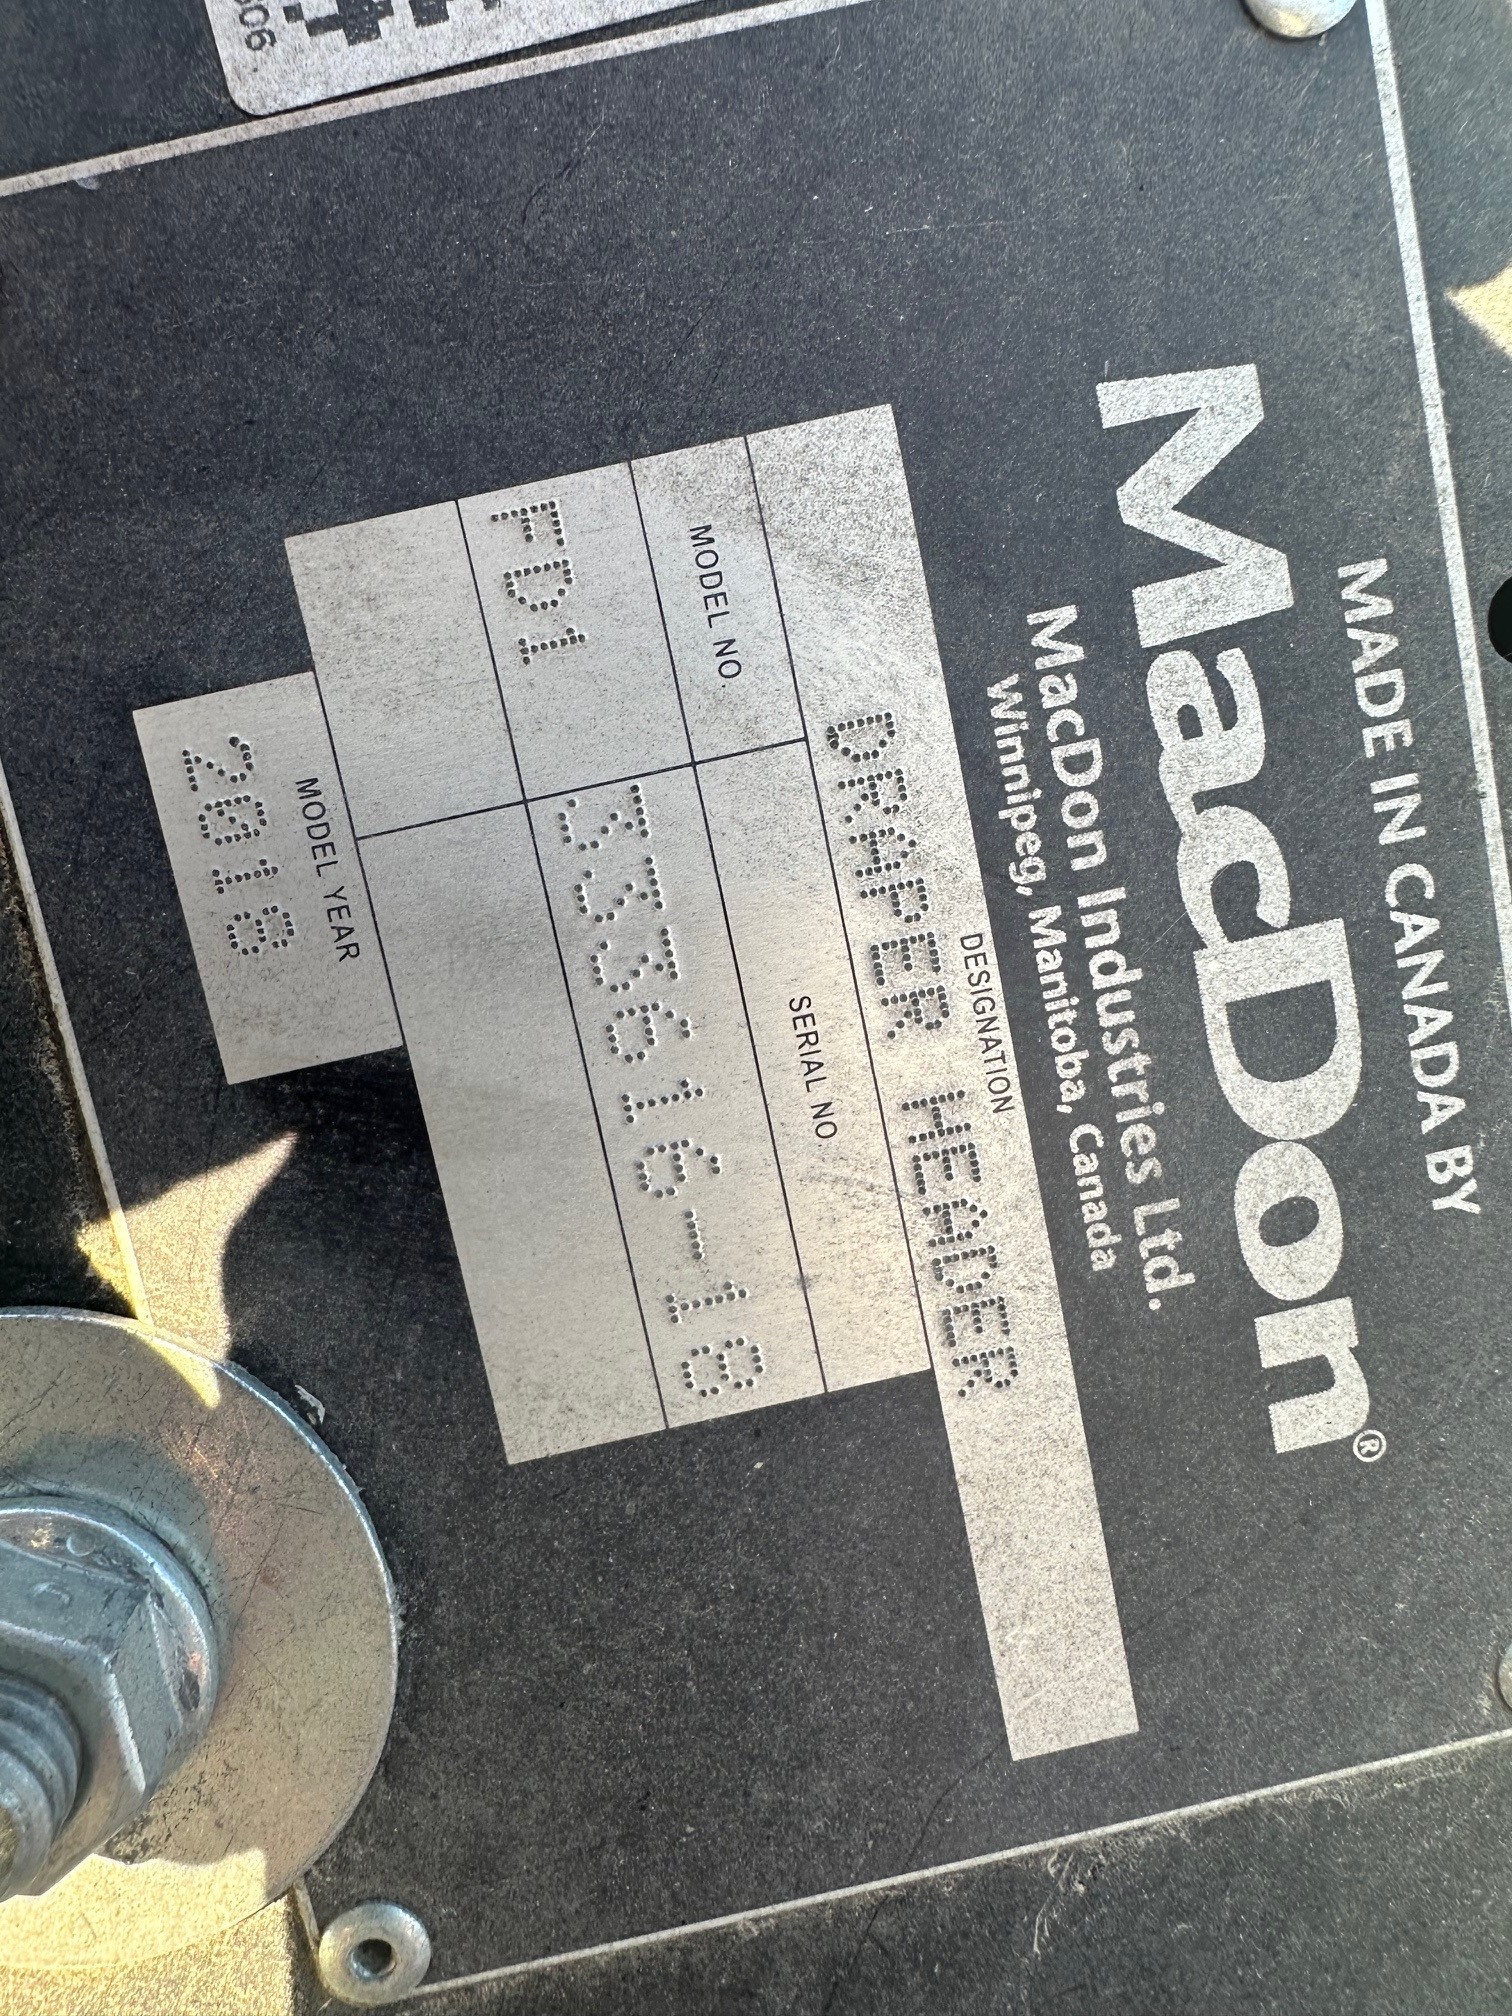 306
MADE IN CANADA BY
MacDon®
MacDon Industries Ltd.
Winnipeg, Manitoba, Canada
DESIGNATION
DRAPER HEADER
MODEL NO.
SERIAL NO.
FD1
333616-18
MODEL YEAR
2018